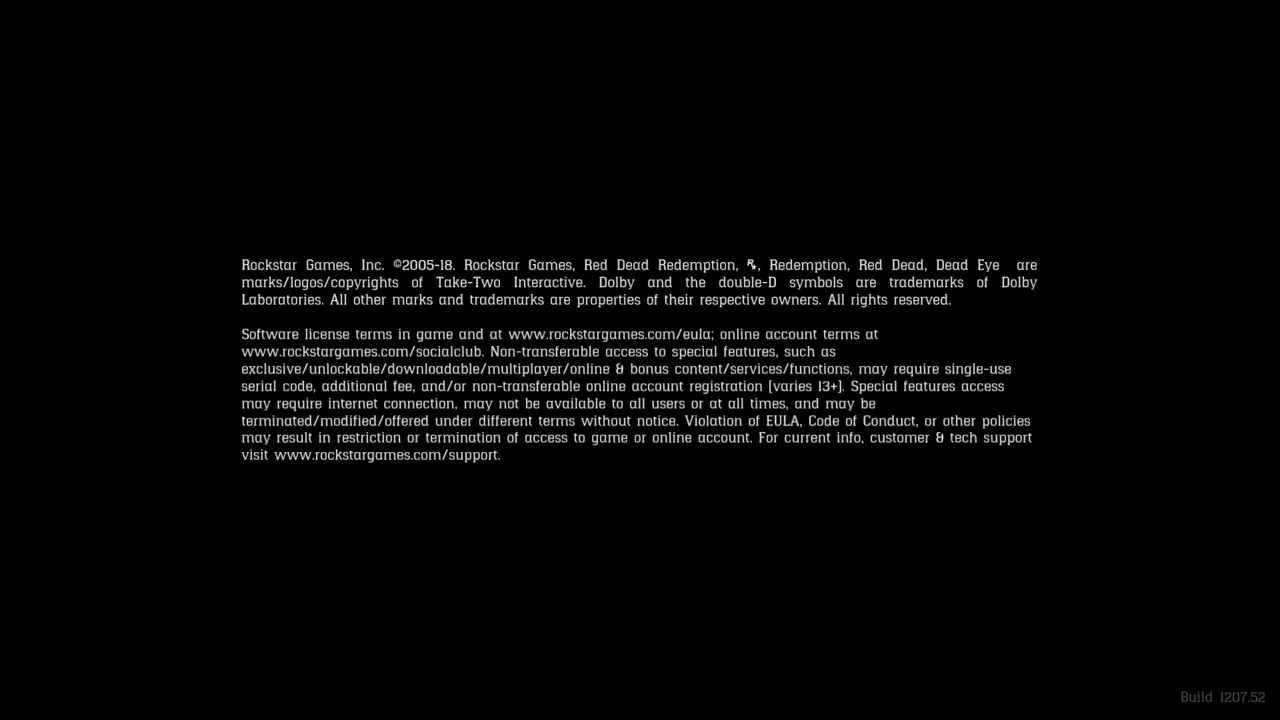 Rockstar Games, Inc. ©2005-18. Rockstar Games, Red Dead Redemption, , Redemption, Red Dead, Dead Eye are
marks/logos/copyrights of Take-Two Interactive. Dolby and the double-D symbols are trademarks of Dolby
Laboratories. All other marks and trademarks are properties of their respective owners. All rights reserved.
Software license terms in game and at www.rockstargames.com/eula; online account terms at
www.rockstargames.com/socialclub. Non-transferable access to special features, such as
exclusive/unlockable/downloadable/multiplayer/online & bonus content/services/functions, may require single-use
serial code, additional fee, and/or non-transferable online account registration (varies 13+). Special features access
may require internet connection, may not be available to all users or at all times, and may be
terminated/modified/offered under different terms without notice. Violation of EULA, Code of Conduct, or other policies
may result in restriction or termination of access to game or online account. For current info, customer & tech support
visit www.rockstargames.com/support.
Build 1207.52